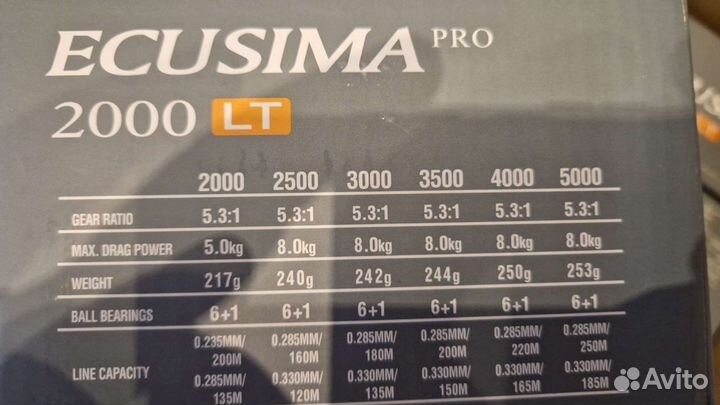 ECUSIMA PRO
2000 LT
2000 2500 3000 3500 4000 5000
GEAR RATIO 5.3:1 5.3:1 5.3:1 5.3:1 5.3:1 5.3:1
MAX. DRAG POWER 5.0kg 8.0kg 8.0kg 8.0kg 8.0kg 8.0kg
WEIGHT 217g 240g 242g 244g 250g 253g
BALL BEARINGS 6+1 6+1 6+1 6+1 6+1 6+1
LINE CAPACITY
0.235MM/ 0.285MM/ 0.285MM/ 0.285MM/ 0.285MM/ 0.285MM/
200M 160M 180M 200M 220M 250M
0.285MM/ 0.330MM/ 0.330MM/ 0.330MM/ 0.330MM/ 0.330MM/
135M 120M 135M 150M 165M 185M
Avito